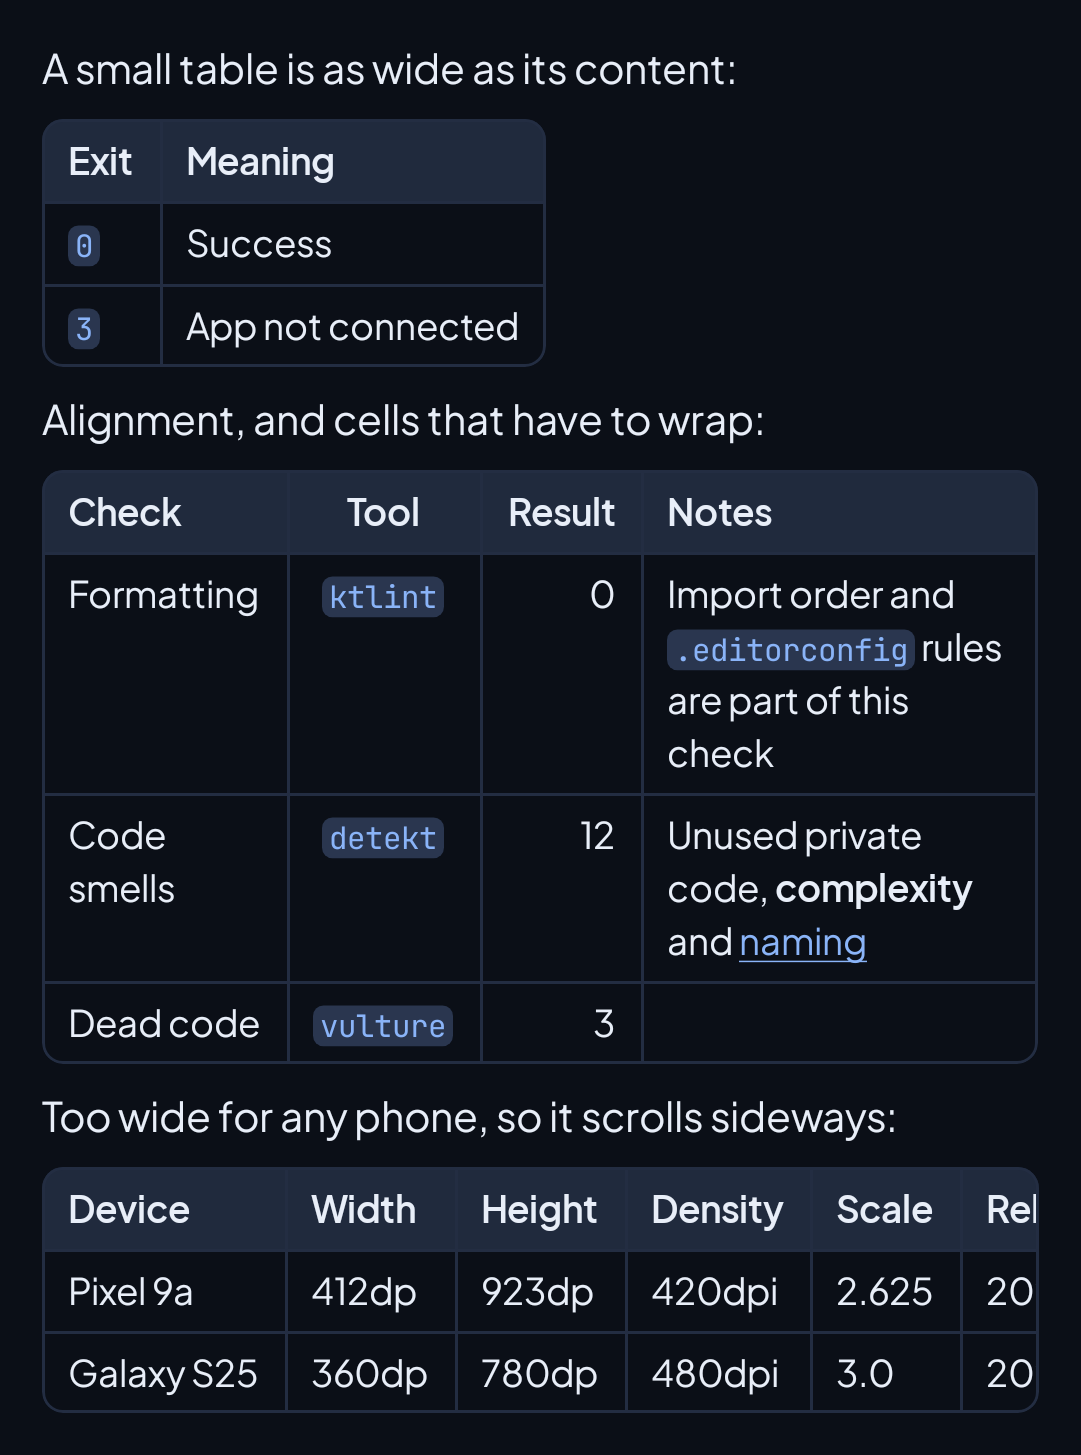 A small table is as wide as its content:
Exit Meaning
0 Success
3 App not connected
Alignment, and cells that have to wrap:
Check Tool Result Notes
Formatting ktlint 0 Import order and
.editorconfig rules
are part of this
check
Code detekt 12 Unused private
smells code, complexity
and naming
Dead code vulture 3
Too wide for any phone, so it scrolls sideways:
Device Width Height Density Scale
Pixel 9a 412dp 923dp 420dpi 2.625 20
Galaxy S25 360dp 780dp 480dpi 3.0 20